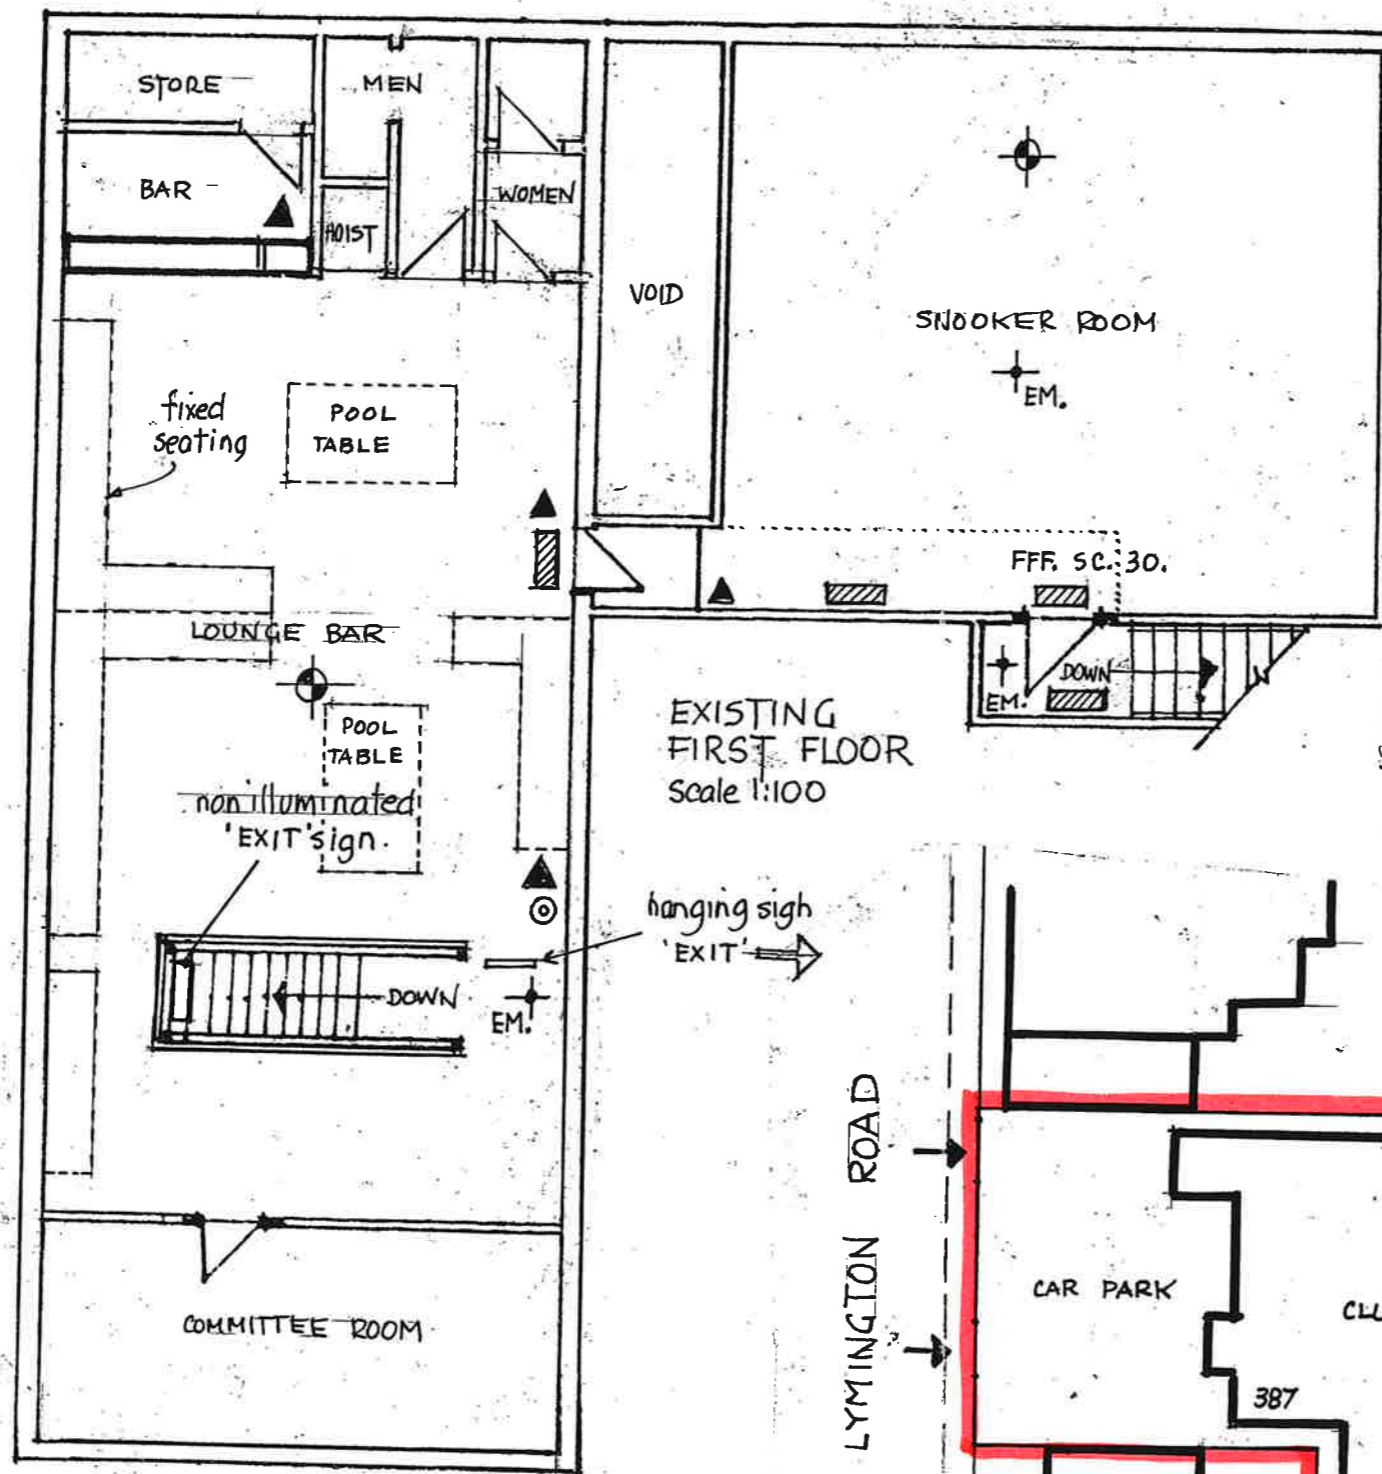 STORE
MEN
BAR
HOIST
WOMEN
VOID
SNOOKER ROOM
EM.
fixed
seating
POOL
TABLE
FFF. SC. 30.
LOUNGE BAR
DOWN
EM.
POOL
TABLE
EXISTING
FIRST FLOOR
Scale 1:100
non illuminated
'EXIT' sign.
hanging sigh
'EXIT'
DOWN
EM.
LYMINGTON ROAD
CAR PARK
CLU
387
COMMITTEE ROOM